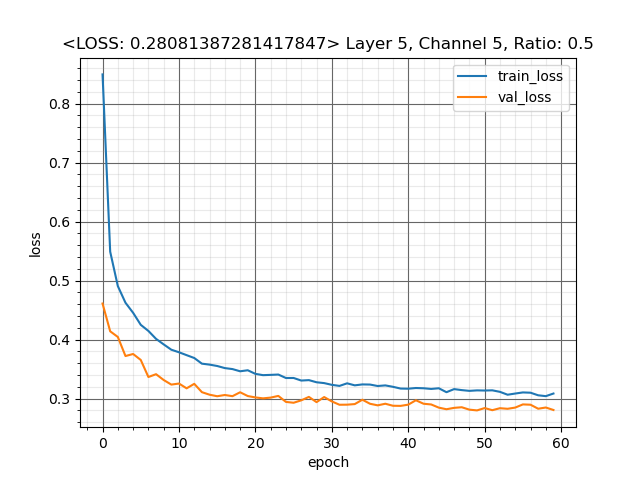 <LOSS: 0.28081387281417847> Layer 5, Channel 5, Ratio: 0.5
train_loss
val_loss
0.8
0.7
0.6
0.5
0.4
0.3
loss
0 10 20 30 40 50 60
epoch